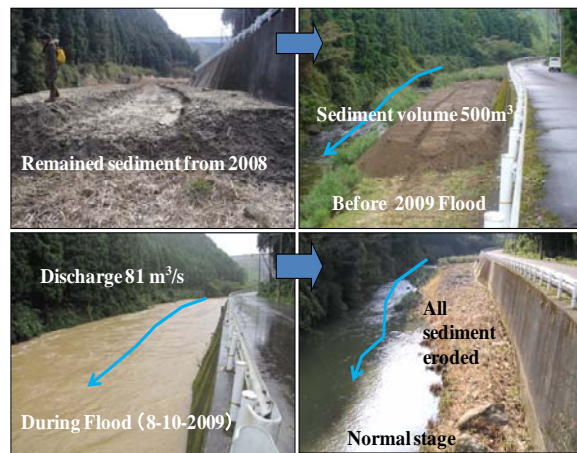 Remained sediment from 2008
Sediment volume 500m³
Before 2009 Flood
Discharge 81 m³/s
During Flood（8-10-2009）
All
sediment
eroded
Normal stage